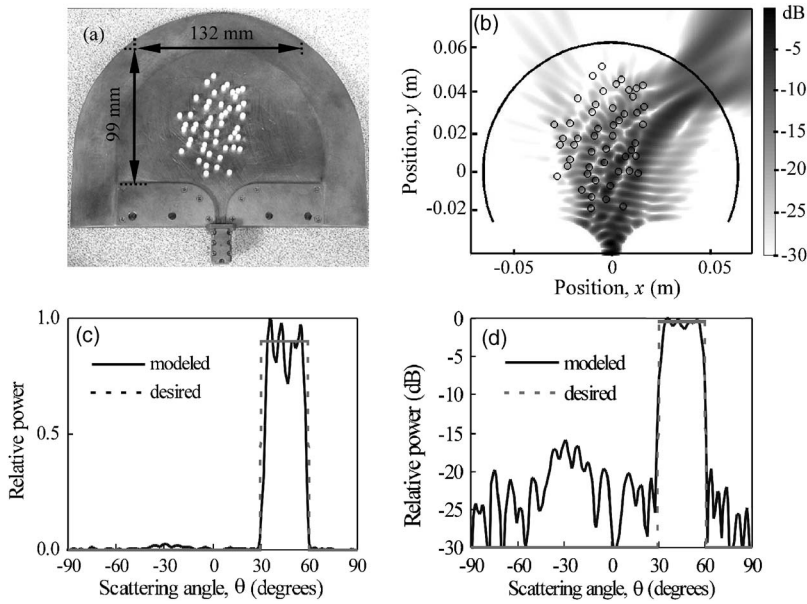 (a)
132 mm
99 mm
(b)
Position, y (m)
0.06
0.04
0.02
0
-0.02
-0.05
0
0.05
Position, x (m)
dB
0
-5
-10
-15
-20
-25
-30
(c)
Relative power
1.0
0.5
0.0
modeled
desired
-90 -60 -30 0 30 60 90
Scattering angle, θ (degrees)
(d)
Relative power (dB)
0
-5
-10
-15
-20
-25
-30
modeled
desired
-90 -60 -30 0 30 60 90
Scattering angle, θ (degrees)